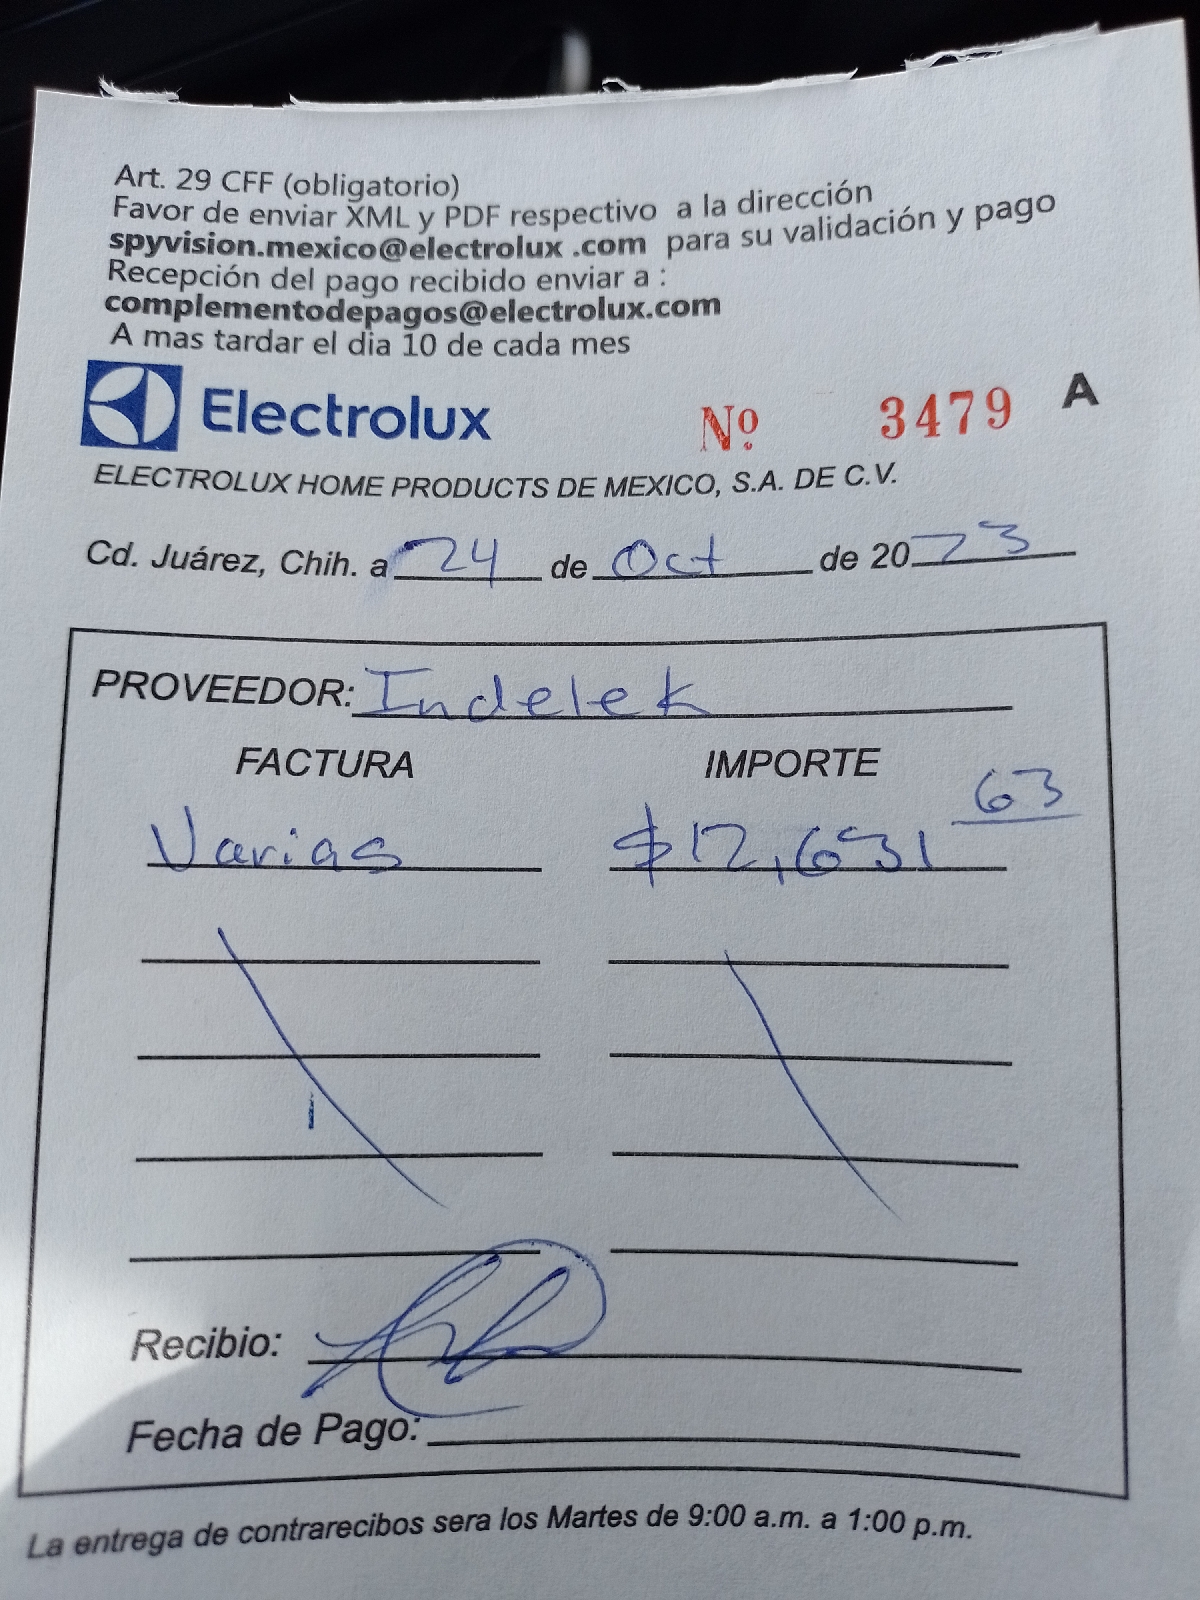 Art. 29 CFF (obligatorio)
Favor de enviar XML y PDF respectivo a la dirección
spyvision.mexico@electrolux .com para su validación y pago
Recepción del pago recibido enviar a :
complementodepagos@electrolux.com
A mas tardar el dia 10 de cada mes
Electrolux Nº 3479 A
ELECTROLUX HOME PRODUCTS DE MEXICO, S.A. DE C.V.
Cd. Juárez, Chih. a 24 de Oct de 2023
PROVEEDOR: Indelek
FACTURA IMPORTE
Varias $12,631 63
Recibio:
Fecha de Pago:
La entrega de contrarecibos sera los Martes de 9:00 a.m. a 1:00 p.m.